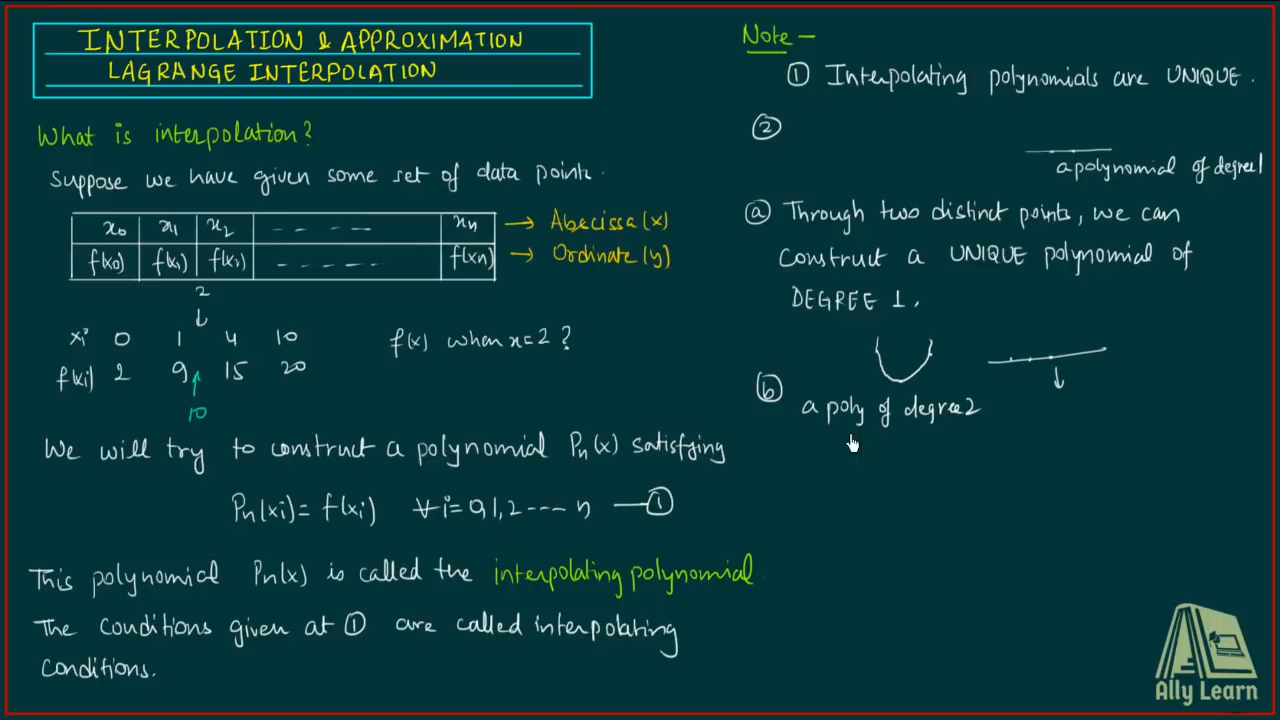 INTERPOLATION & APPROXIMATION
LAGRANGE INTERPOLATION
What is interpolation?
Suppose we have given some set of data points.
x0 x1 x2 ------ xn → Abscissa (x)
f(x0) f(x1) f(xi) ------ f(xn) → Ordinate (y)
2
↓
xi 0 1 4 10 f(x) when x=2 ?
f(xi) 2 9 15 20
10
We will try to construct a polynomial Pn(x) satisfying
Pn(xi) = f(xi) ∀ i=0,1,2 ---- n —①
This polynomial Pn(x) is called the interpolating polynomial
The conditions given at ① are called interpolating
conditions.
Note -
① Interpolating polynomials are UNIQUE.
②
a polynomial of degree 1
ⓐ Through two distinct points, we can
construct a UNIQUE polynomial of
DEGREE 1.
ⓑ
a poly of degree 2
Ally Learn